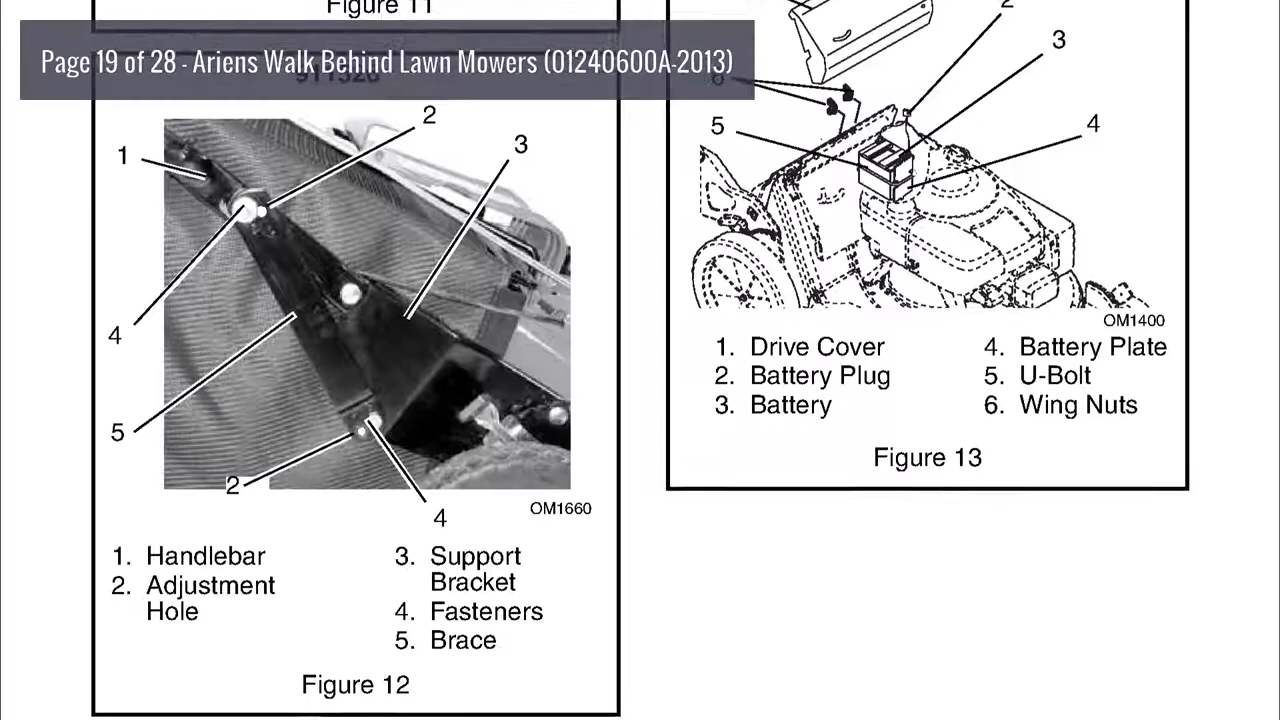 Figure 11
Page 19 of 28 - Ariens Walk Behind Lawn Mowers (01240600A-2013)
911526
1
2
3
4
5
2
4
OM1660
1. Handlebar
2. Adjustment
Hole
3. Support
Bracket
4. Fasteners
5. Brace
Figure 12
2
3
6
5
4
OM1400
1. Drive Cover
2. Battery Plug
3. Battery
4. Battery Plate
5. U-Bolt
6. Wing Nuts
Figure 13